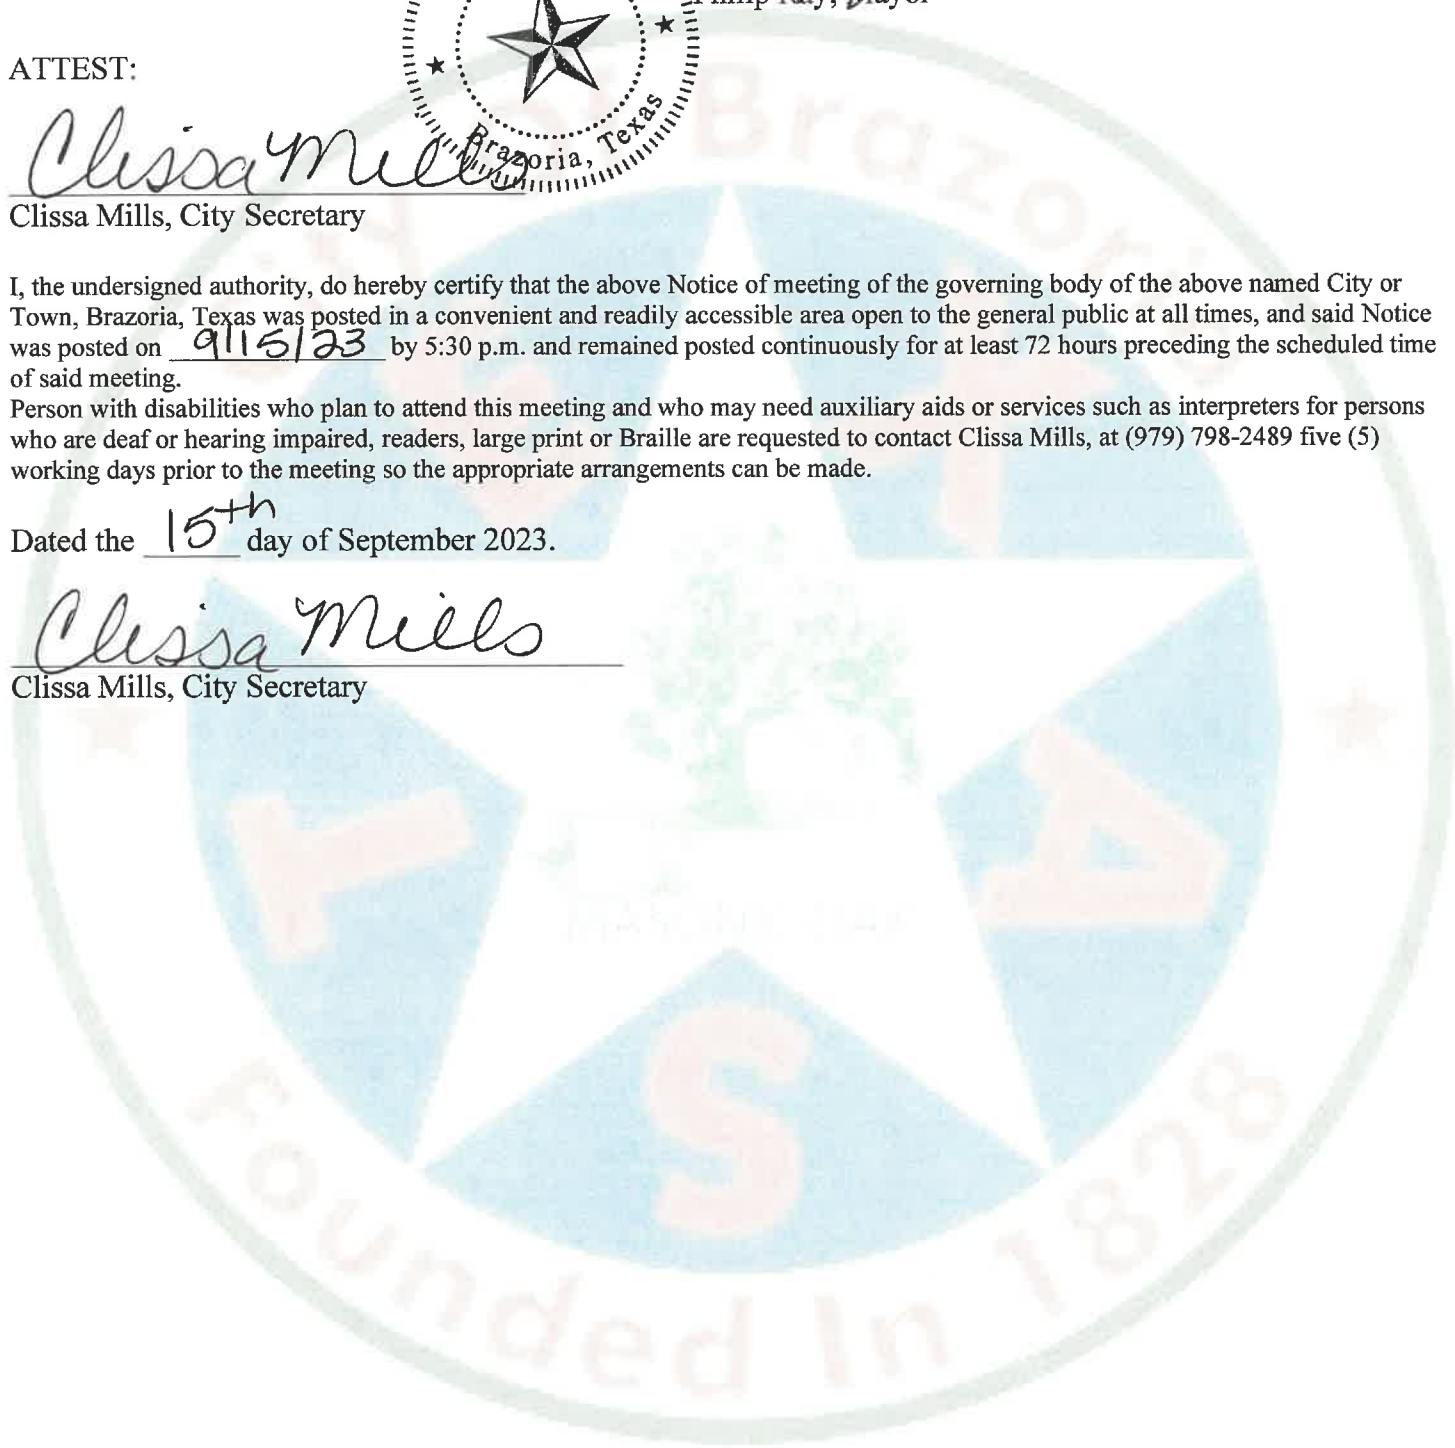 Mayor
ATTEST:
Brazoria, Texas
Clissa Mills
Clissa Mills, City Secretary
I, the undersigned authority, do hereby certify that the above Notice of meeting of the governing body of the above named City or
Town, Brazoria, Texas was posted in a convenient and readily accessible area open to the general public at all times, and said Notice
was posted on 9/15/23 by 5:30 p.m. and remained posted continuously for at least 72 hours preceding the scheduled time
of said meeting.
Person with disabilities who plan to attend this meeting and who may need auxiliary aids or services such as interpreters for persons
who are deaf or hearing impaired, readers, large print or Braille are requested to contact Clissa Mills, at (979) 798-2489 five (5)
working days prior to the meeting so the appropriate arrangements can be made.
Dated the 15th day of September 2023.
Clissa Mills
Clissa Mills, City Secretary
City of Brazoria
T E X A S
Founded In 1828